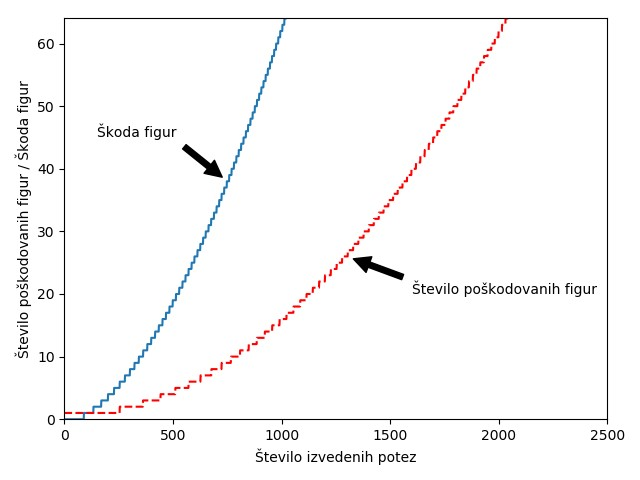 60
50
40
30
20
10
0
Število poškodovanih figur / Škoda figur
Škoda figur
Število poškodovanih figur
0 500 1000 1500 2000 2500
Število izvedenih potez